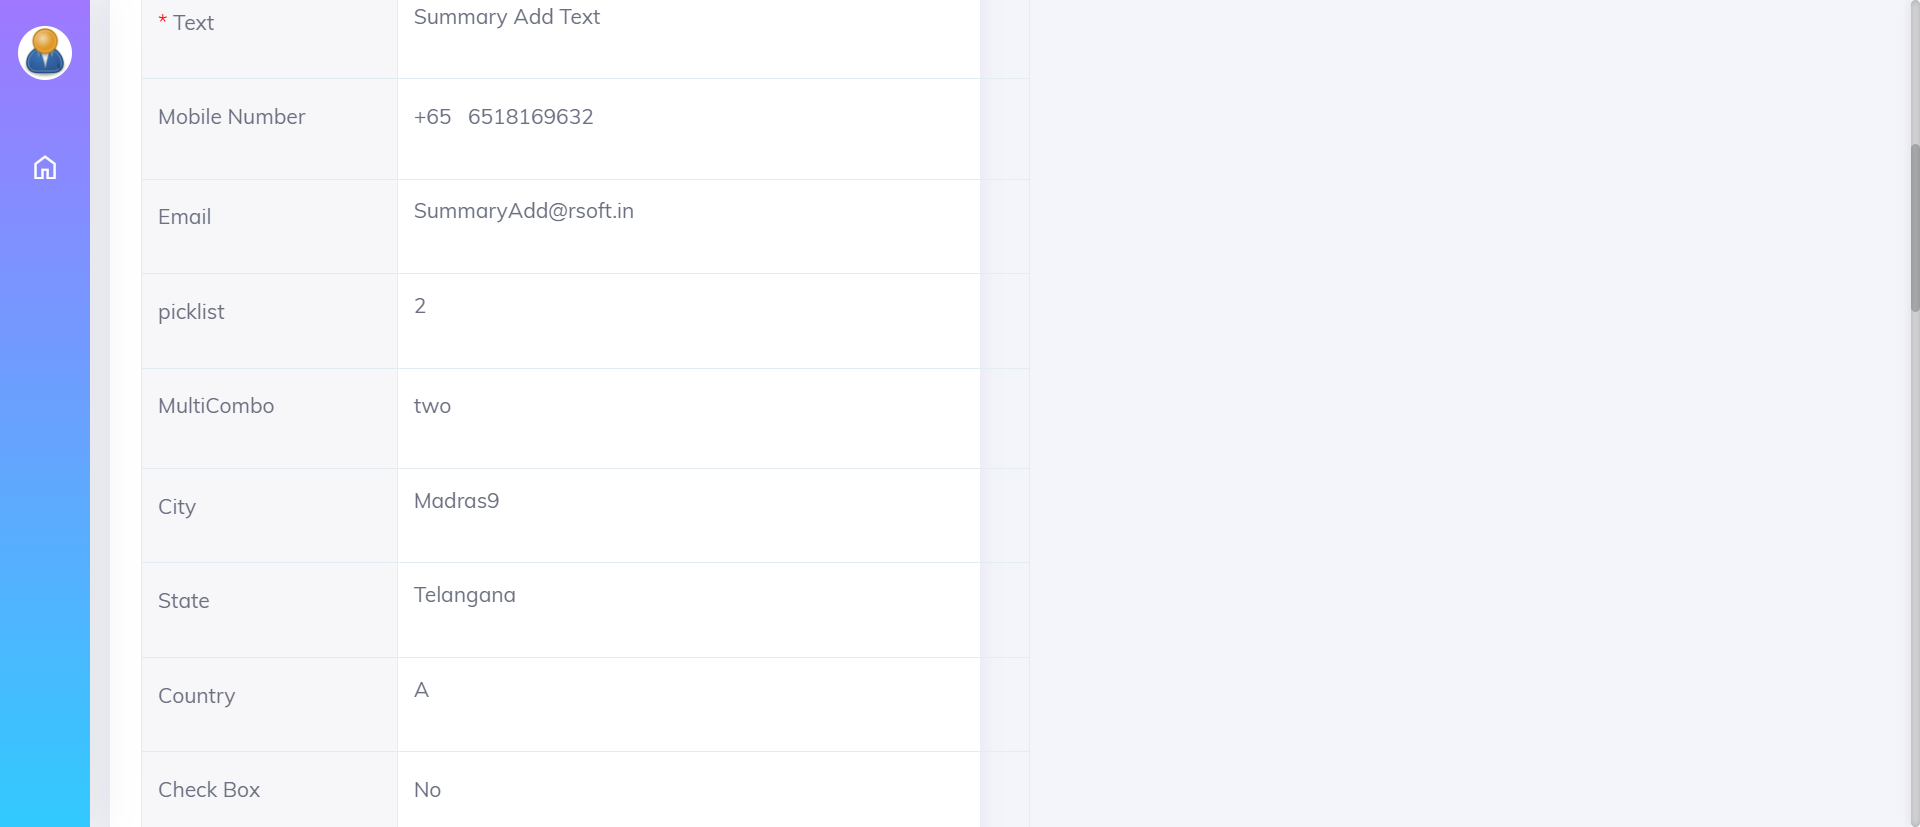 * Text Summary Add Text
Mobile Number +65 6518169632
Email SummaryAdd@rsoft.in
picklist 2
MultiCombo two
City Madras9
State Telangana
Country A
Check Box No